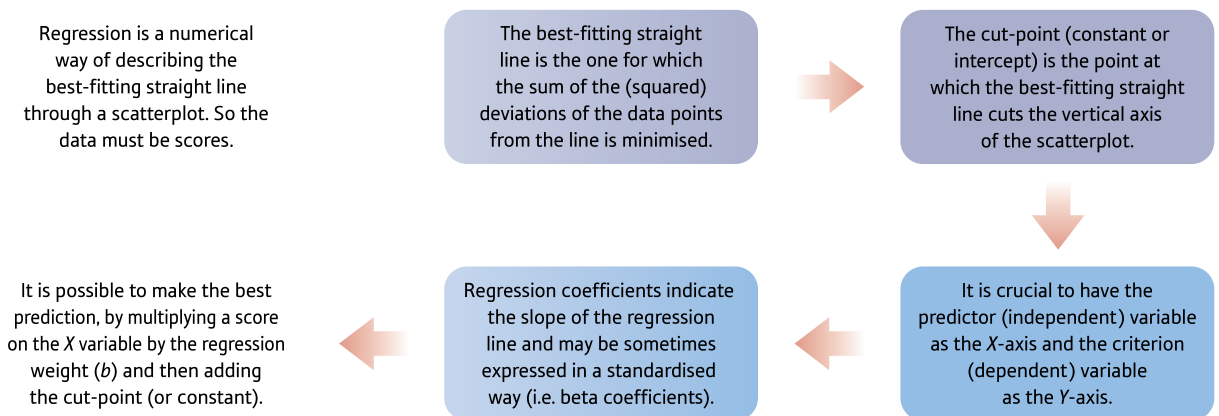 Regression is a numerical
way of describing the
best-fitting straight line
through a scatterplot. So the
data must be scores.
The best-fitting straight
line is the one for which
the sum of the (squared)
deviations of the data points
from the line is minimised.
The cut-point (constant or
intercept) is the point at
which the best-fitting straight
line cuts the vertical axis
of the scatterplot.
It is crucial to have the
predictor (independent) variable
as the X-axis and the criterion
(dependent) variable
as the Y-axis.
Regression coefficients indicate
the slope of the regression
line and may be sometimes
expressed in a standardised
way (i.e. beta coefficients).
It is possible to make the best
prediction, by multiplying a score
on the X variable by the regression
weight (b) and then adding
the cut-point (or constant).